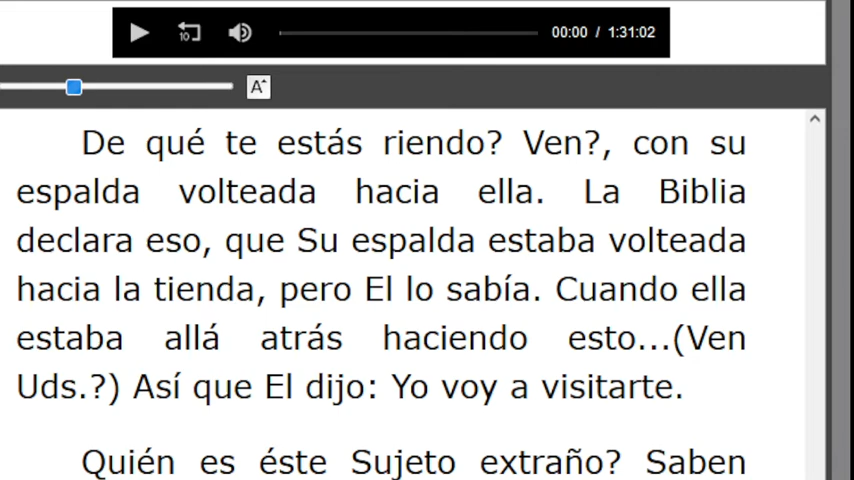 10
00:00 / 1:31:02
A
De qué te estás riendo? Ven?, con su
espalda volteada hacia ella. La Biblia
declara eso, que Su espalda estaba volteada
hacia la tienda, pero El lo sabía. Cuando ella
estaba allá atrás haciendo esto...(Ven
Uds.?) Así que El dijo: Yo voy a visitarte.
Quién es éste Sujeto extraño? Saben